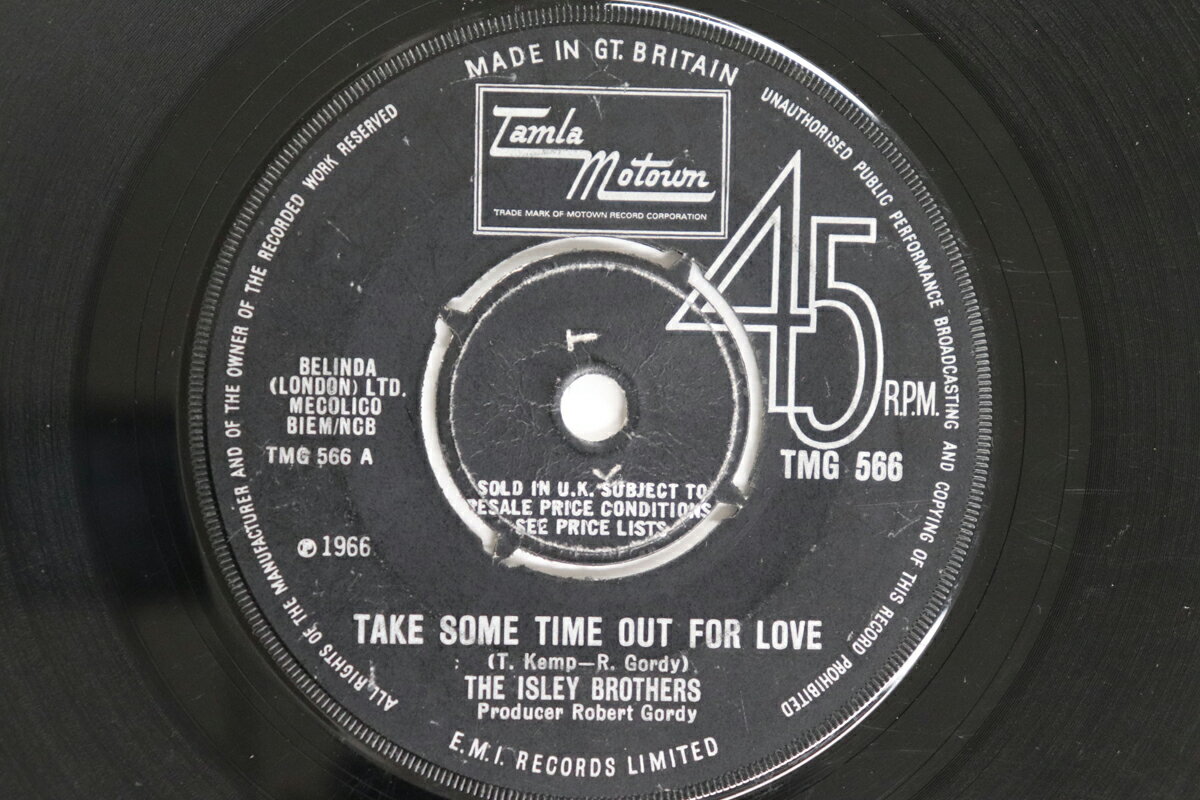 MADE IN GT. BRITAIN
Tamla
Motown
TRADE MARK OF MOTOWN RECORD CORPORATION
UNAUTHORISED PUBLIC PERFORMANCE BROADCASTING AND COPYING OF THIS RECORD PROHIBITED
ALL RIGHTS OF THE MANUFACTURER AND OF THE OWNER OF THE RECORDED WORK RESERVED
45
R.P.M.
T
K
BELINDA
(LONDON) LTD.
MECOLICO
BIEM/NCB
TMG 566 A
TMG 566
SOLD IN U.K. SUBJECT TO
RESALE PRICE CONDITIONS
SEE PRICE LISTS
℗ 1966
TAKE SOME TIME OUT FOR LOVE
(T. Kemp—R. Gordy)
THE ISLEY BROTHERS
Producer Robert Gordy
E.M.I. RECORDS LIMITED